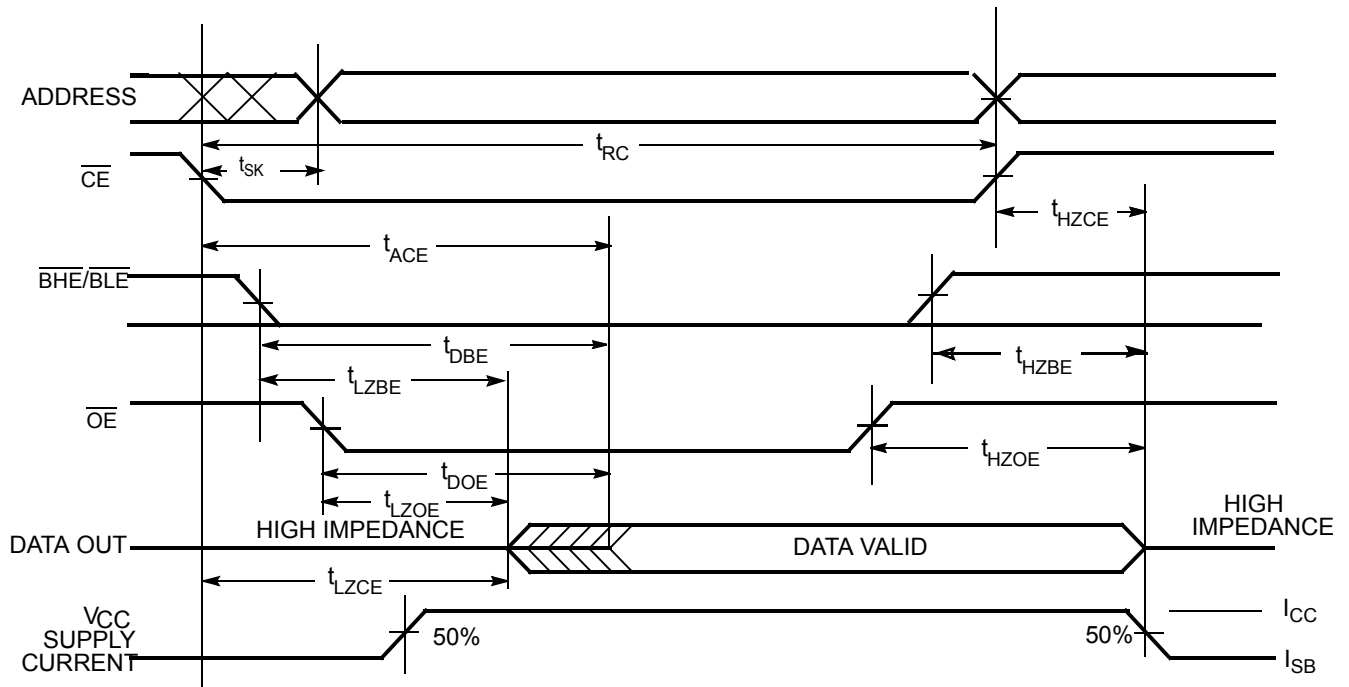 ADDRESS
tRC
tSK
CE
tHZCE
tACE
BHE/BLE
tDBE
tHZBE
tLZBE
OE
tHZOE
tDOE
tLZOE
HIGH IMPEDANCE
HIGH
IMPEDANCE
DATA OUT
DATA VALID
tLZCE
VCC
SUPPLY
CURRENT
50%
50%
ICC
ISB